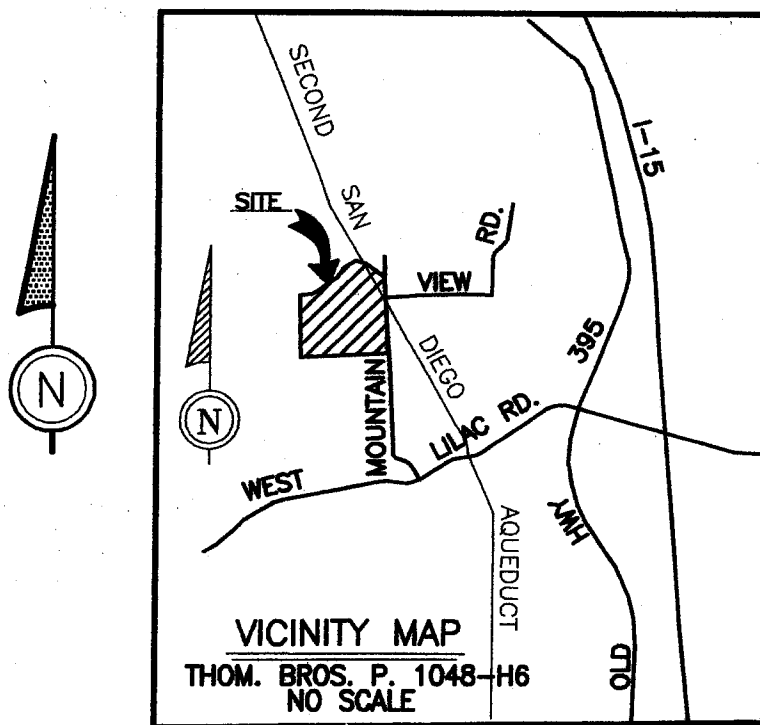 SECOND
SAN
DIEGO
AQUEDUCT
I-15
SITE
RD.
VIEW
MOUNTAIN
395
HWY
OLD
WEST
LILAC RD.
N
N
VICINITY MAP
THOM. BROS. P. 1048-H6
NO SCALE